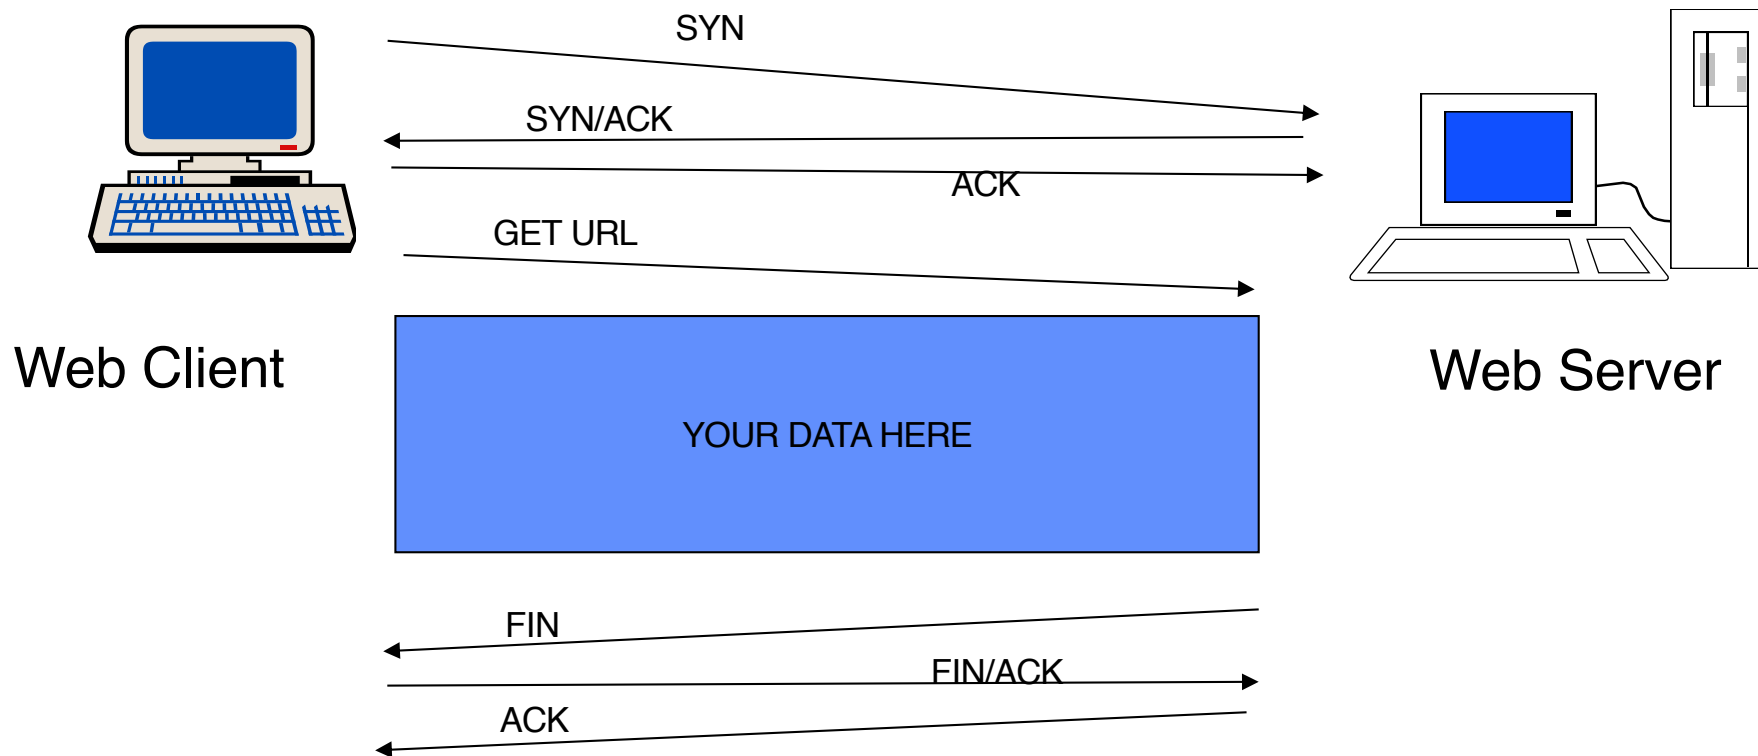 SYN
SYN/ACK
ACK
GET URL
Web Client
Web Server
YOUR DATA HERE
FIN
FIN/ACK
ACK